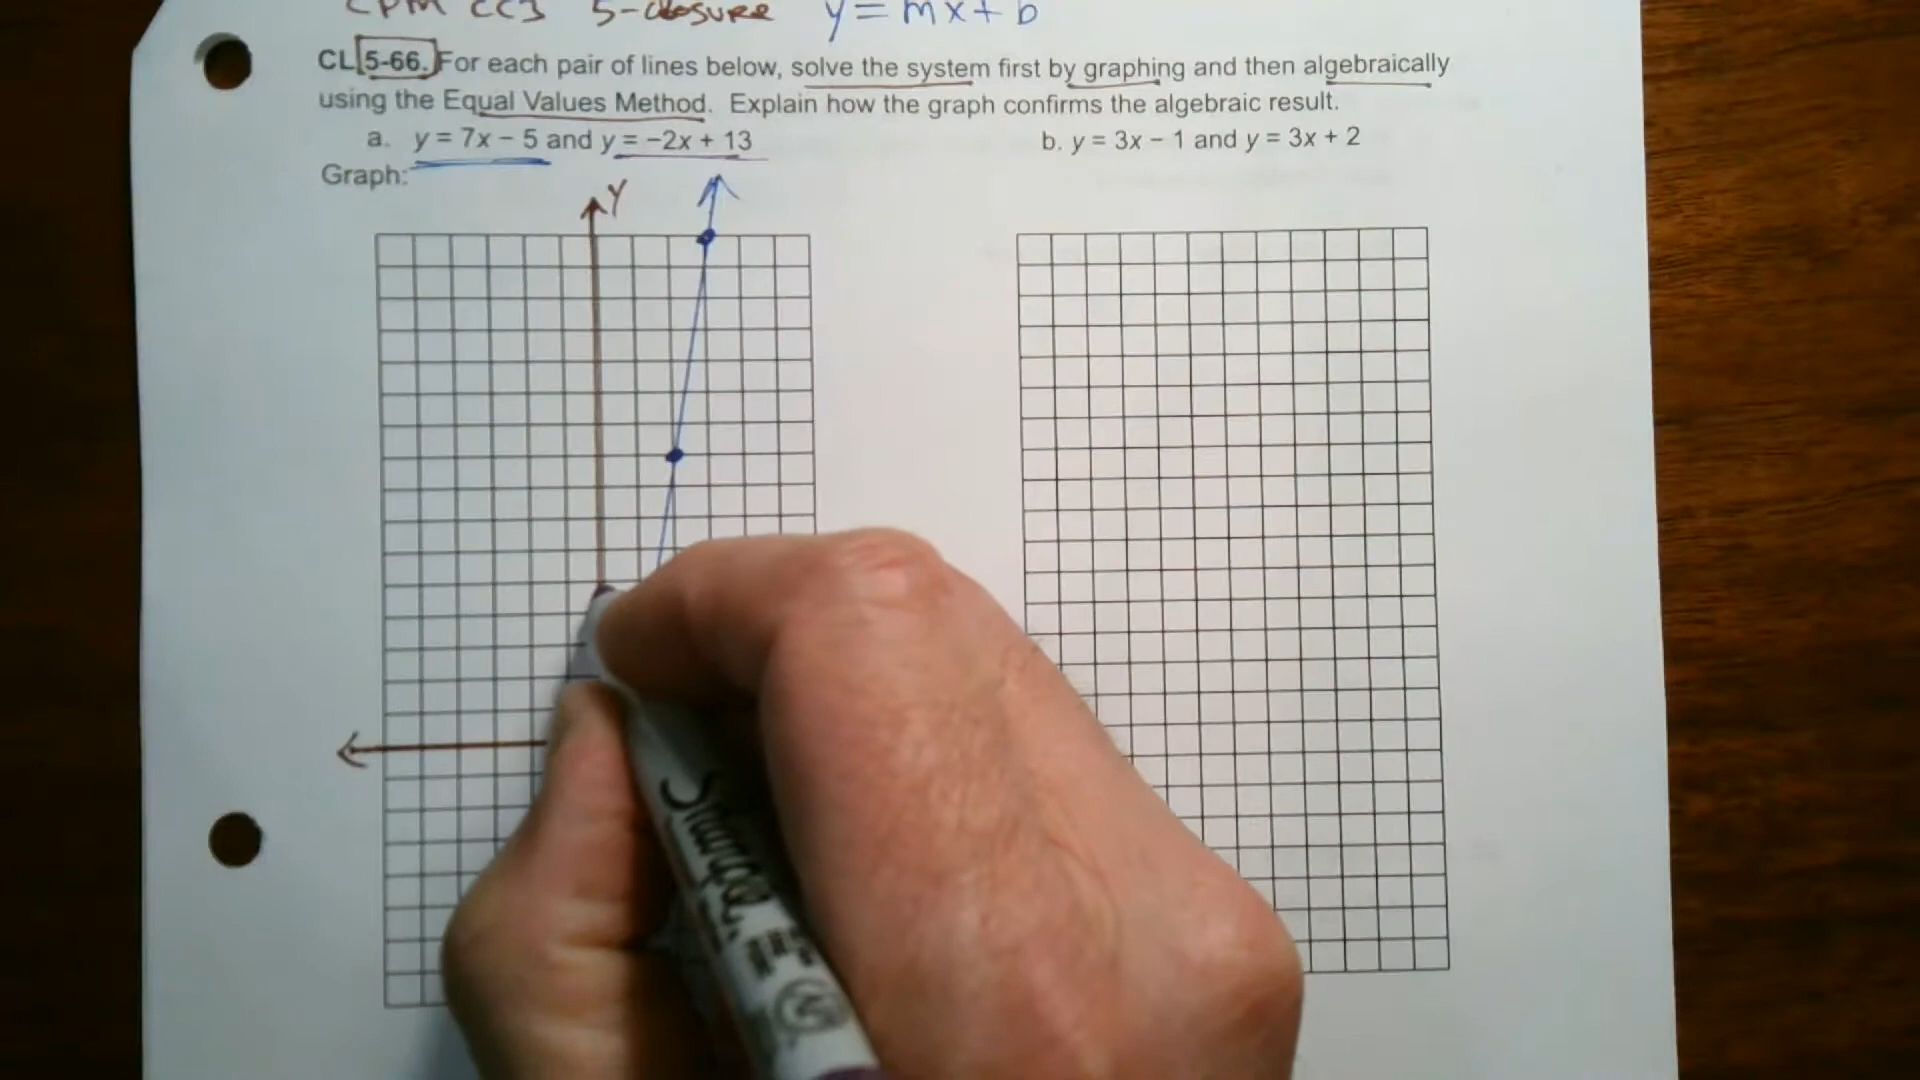 CPM CC3 5-closure y = mx + b
CL 5-66. For each pair of lines below, solve the system first by graphing and then algebraically
using the Equal Values Method. Explain how the graph confirms the algebraic result.
a. y = 7x − 5 and y = −2x + 13
b. y = 3x − 1 and y = 3x + 2
Graph:
Y
Sharpie